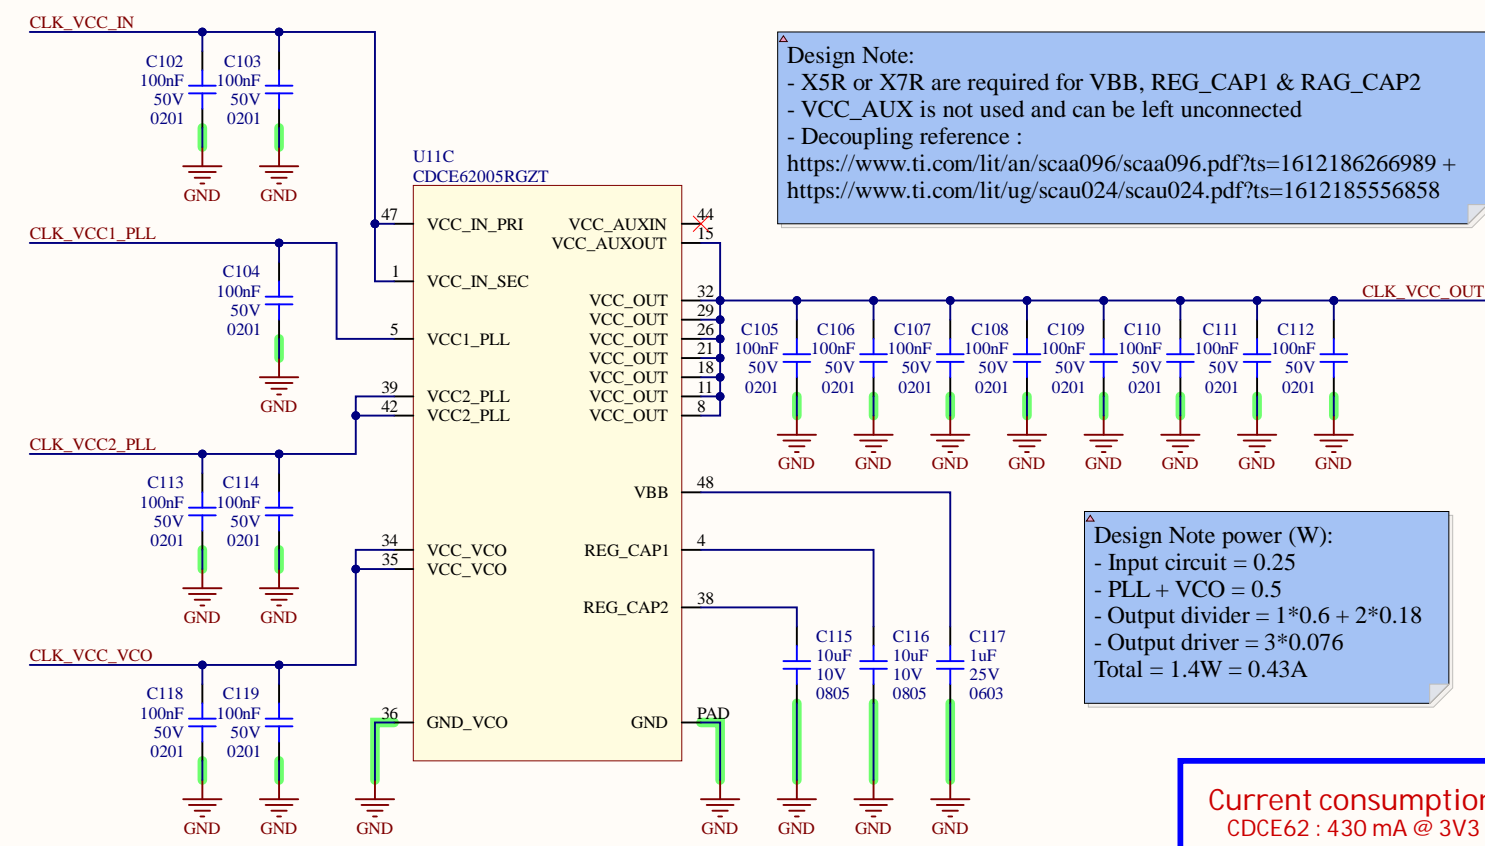 CLK_VCC_IN
C102
100nF
50V
0201
C103
100nF
50V
0201
GND
GND
Design Note:
- X5R or X7R are required for VBB, REG_CAP1 & RAG_CAP2
- VCC_AUX is not used and can be left unconnected
- Decoupling reference :
https://www.ti.com/lit/an/scaa096/scaa096.pdf?ts=1612186266989 +
https://www.ti.com/lit/ug/scau024/scau024.pdf?ts=1612185556858
U11C
CDCE62005RGZT
47 VCC_IN_PRI
1 VCC_IN_SEC
5 VCC1_PLL
39 VCC2_PLL
42 VCC2_PLL
34 VCC_VCO
35 VCC_VCO
36 GND_VCO
VCC_AUXIN 44
VCC_AUXOUT 15
VCC_OUT 32
VCC_OUT 29
VCC_OUT 26
VCC_OUT 21
VCC_OUT 18
VCC_OUT 11
VCC_OUT 8
VBB 48
REG_CAP1 4
REG_CAP2 38
GND PAD
CLK_VCC1_PLL
C104
100nF
50V
0201
GND
CLK_VCC2_PLL
C113
100nF
50V
0201
C114
100nF
50V
0201
GND
GND
CLK_VCC_VCO
C118
100nF
50V
0201
C119
100nF
50V
0201
GND
GND
GND
CLK_VCC_OUT
C105
100nF
50V
0201
C106
100nF
50V
0201
C107
100nF
50V
0201
C108
100nF
50V
0201
C109
100nF
50V
0201
C110
100nF
50V
0201
C111
100nF
50V
0201
C112
100nF
50V
0201
GND
GND
GND
GND
GND
GND
GND
GND
C115
10uF
10V
0805
C116
10uF
10V
0805
C117
1uF
25V
0603
GND
GND
GND
GND
Design Note power (W):
- Input circuit = 0.25
- PLL + VCO = 0.5
- Output divider = 1*0.6 + 2*0.18
- Output driver = 3*0.076
Total = 1.4W = 0.43A
Current consumption
CDCE62 : 430 mA @ 3V3